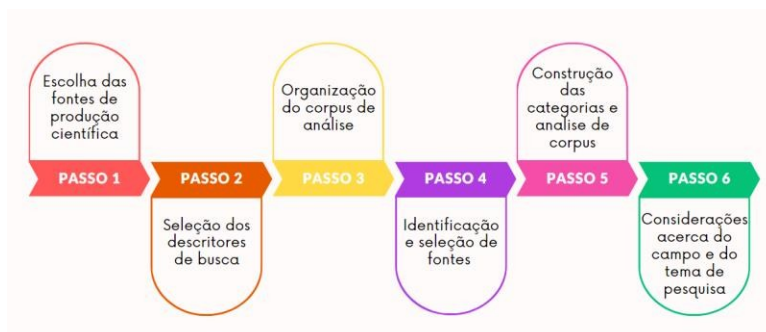 Escolha das
fontes de
produção
científica
PASSO 1
PASSO 2
Seleção dos
descritores
de busca
Organização
do corpus de
análise
PASSO 3
PASSO 4
Identificação
e seleção de
fontes
Construção
das
categorias e
analise de
corpus
PASSO 5
PASSO 6
Considerações
acerca do
campo e do
tema de
pesquisa